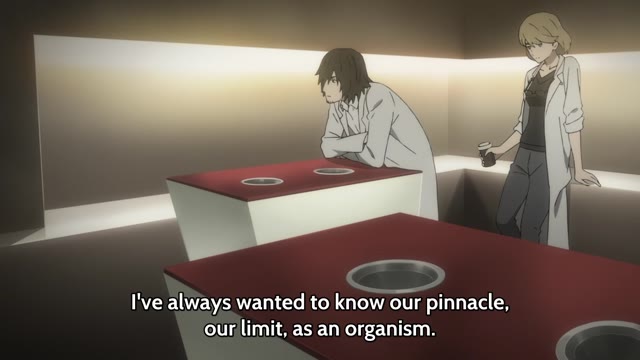 I've always wanted to know our pinnacle,
our limit, as an organism.